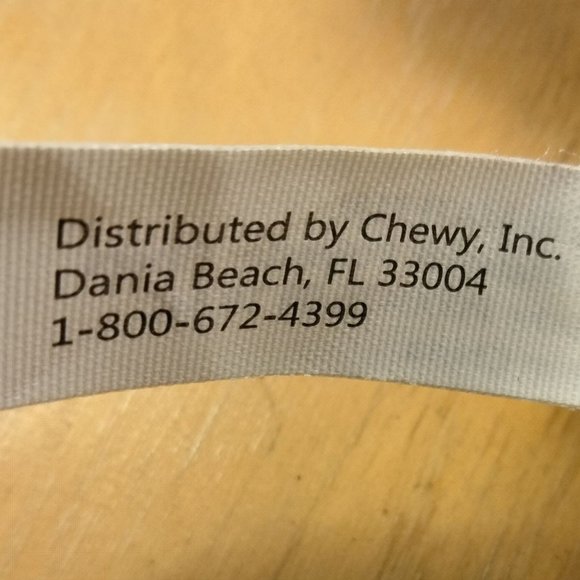 Distributed by Chewy, Inc.
Dania Beach, FL 33004
1-800-672-4399